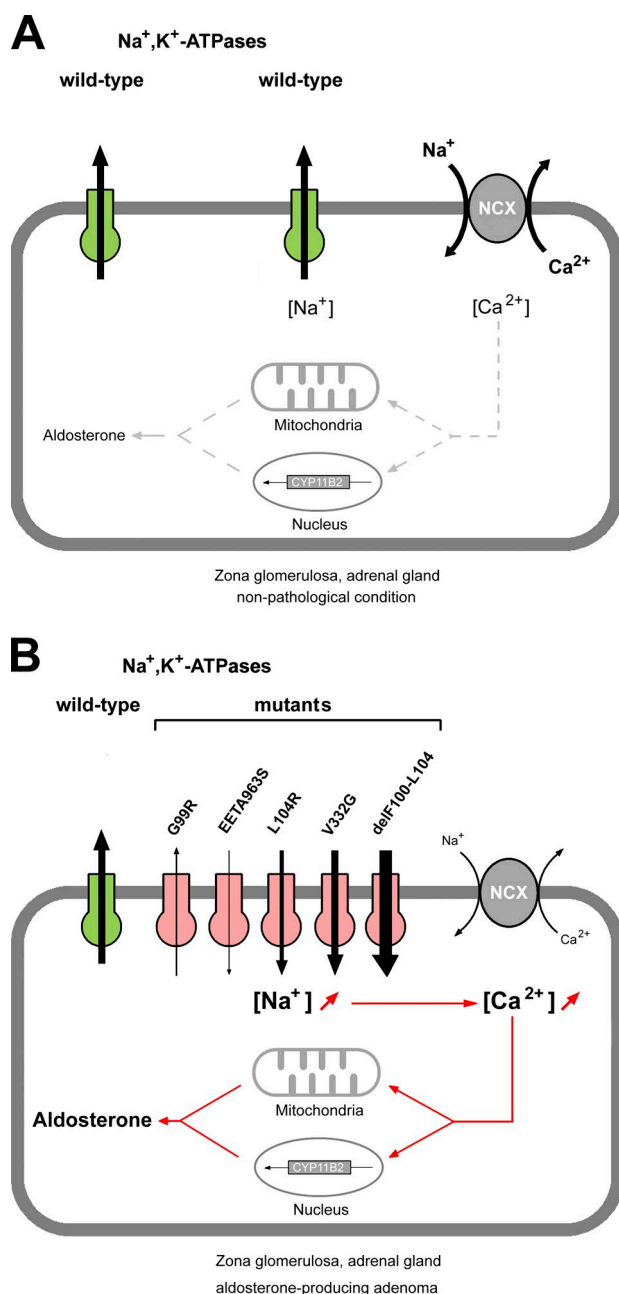 A
Na⁺,K⁺-ATPases
wild-type wild-type
Na⁺
NCX
Ca²⁺
[Na⁺] [Ca²⁺]
Mitochondria
Aldosterone
CYP11B2
Nucleus
Zona glomerulosa, adrenal gland
non-pathological condition
B
Na⁺,K⁺-ATPases
wild-type mutants
G99R EETA963S L104R V332G delF100-L104
Na⁺
NCX
Ca²⁺
[Na⁺] [Ca²⁺]
Mitochondria
Aldosterone
CYP11B2
Nucleus
Zona glomerulosa, adrenal gland
aldosterone-producing adenoma